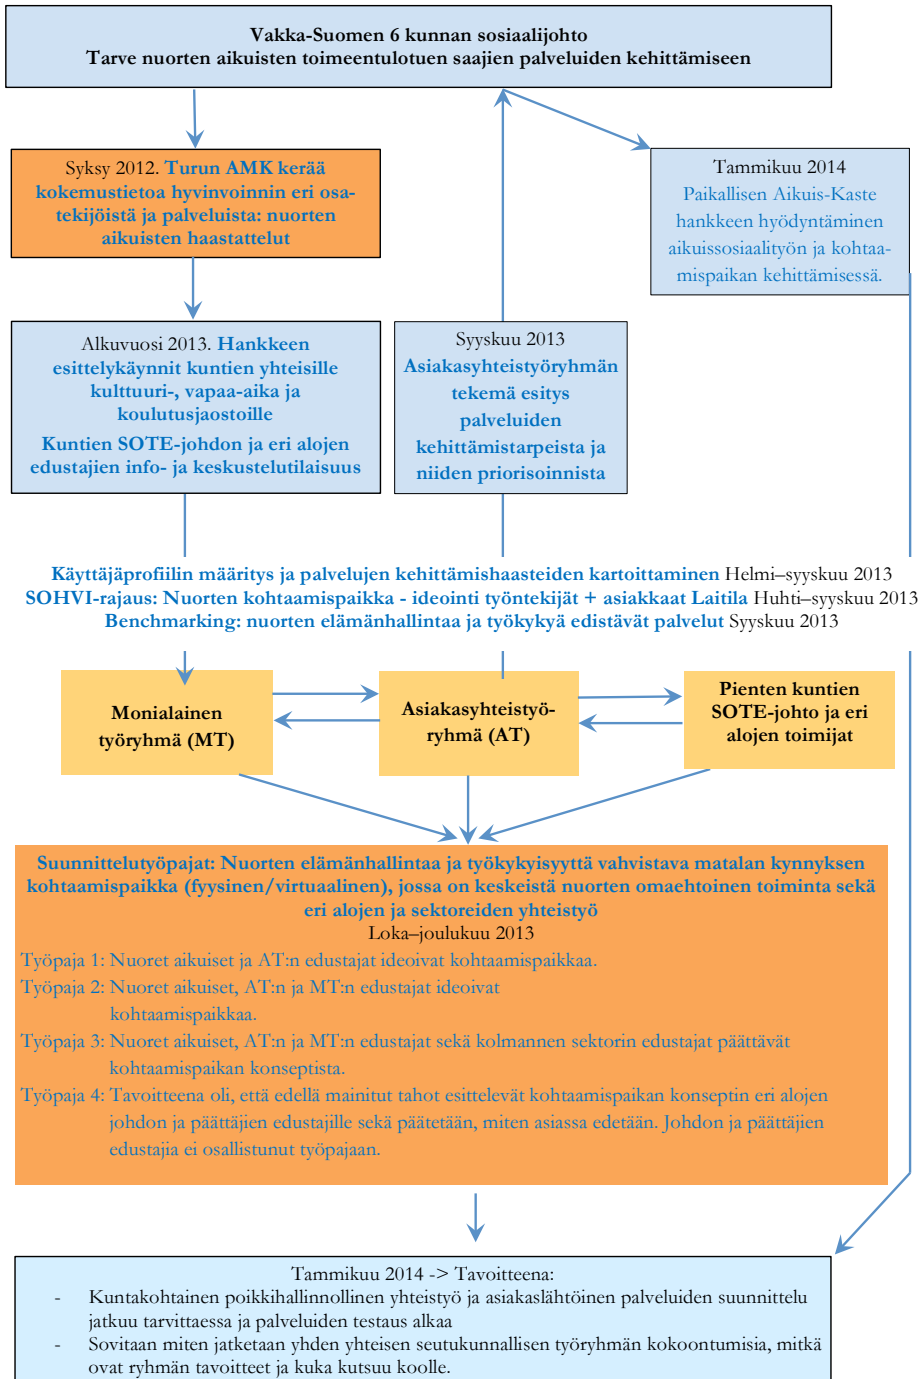 Vakka-Suomen 6 kunnan sosiaalijohto
Tarve nuorten aikuisten toimeentulotuen saajien palveluiden kehittämiseen
Syksy 2012. Turun AMK kerää
kokemustietoa hyvinvoinnin eri osa-
tekijöistä ja palveluista: nuorten
aikuisten haastattelut
Tammikuu 2014
Paikallisen Aikuis-Kaste
hankkeen hyödyntäminen
aikuissosiaalityön ja kohtaa-
mispaikan kehittämisessä.
Alkuvuosi 2013. Hankkeen
esittelykäynnit kuntien yhteisille
kulttuuri-, vapaa-aika ja
koulutusjaostoille
Kuntien SOTE-johdon ja eri alojen
edustajien info- ja keskustelutilaisuus
Syyskuu 2013
Asiakasyhteistyöryhmän
tekemä esitys
palveluiden
kehittämistarpeista ja
niiden priorisoinnista
Käyttäjäprofiilin määritys ja palvelujen kehittämishaasteiden kartoittaminen Helmi–syyskuu 2013
SOHVI-rajaus: Nuorten kohtaamispaikka - ideointi työntekijät + asiakkaat Laitila Huhti–syyskuu 2013
Benchmarking: nuorten elämänhallintaa ja työkykyä edistävät palvelut Syyskuu 2013
Monialainen
työryhmä (MT)
Asiakasyhteistyö-
ryhmä (AT)
Pienten kuntien
SOTE-johto ja eri
alojen toimijat
Suunnittelutyöpajat: Nuorten elämänhallintaa ja työkykyisyyttä vahvistava matalan kynnyksen
kohtaamispaikka (fyysinen/virtuaalinen), jossa on keskeistä nuorten omaehtoinen toiminta sekä
eri alojen ja sektoreiden yhteistyö
Loka–joulukuu 2013
Työpaja 1: Nuoret aikuiset ja AT:n edustajat ideoivat kohtaamispaikkaa.
Työpaja 2: Nuoret aikuiset, AT:n ja MT:n edustajat ideoivat
kohtaamispaikkaa.
Työpaja 3: Nuoret aikuiset, AT:n ja MT:n edustajat sekä kolmannen sektorin edustajat päättävät
kohtaamispaikan konseptista.
Työpaja 4: Tavoitteena oli, että edellä mainitut tahot esittelevät kohtaamispaikan konseptin eri alojen
johdon ja päättäjien edustajille sekä päätetään, miten asiassa edetään. Johdon ja päättäjien
edustajia ei osallistunut työpajaan.
Tammikuu 2014 -> Tavoitteena:
- Kuntakohtainen poikkihallinnollinen yhteistyö ja asiakaslähtöinen palveluiden suunnittelu
jatkuu tarvittaessa ja palveluiden testaus alkaa
- Sovitaan miten jatketaan yhden yhteisen seutukunnallisen työryhmän kokoontumisia, mitkä
ovat ryhmän tavoitteet ja kuka kutsuu koolle.